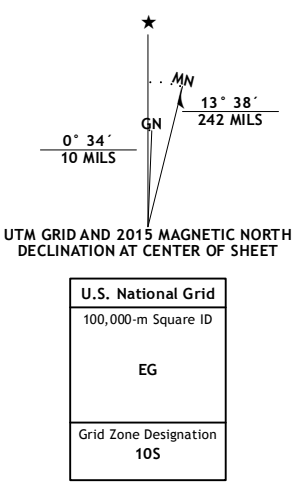 ★
MN
GN
13° 38´
242 MILS
0° 34´
10 MILS
UTM GRID AND 2015 MAGNETIC NORTH
DECLINATION AT CENTER OF SHEET
U.S. National Grid
100,000-m Square ID
EG
Grid Zone Designation
10S